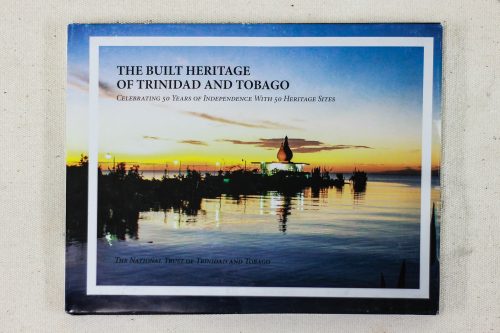 THE BUILT HERITAGE
OF TRINIDAD AND TOBAGO
CELEBRATING 50 YEARS OF INDEPENDENCE WITH 50 HERITAGE SITES
THE NATIONAL TRUST OF TRINIDAD AND TOBAGO